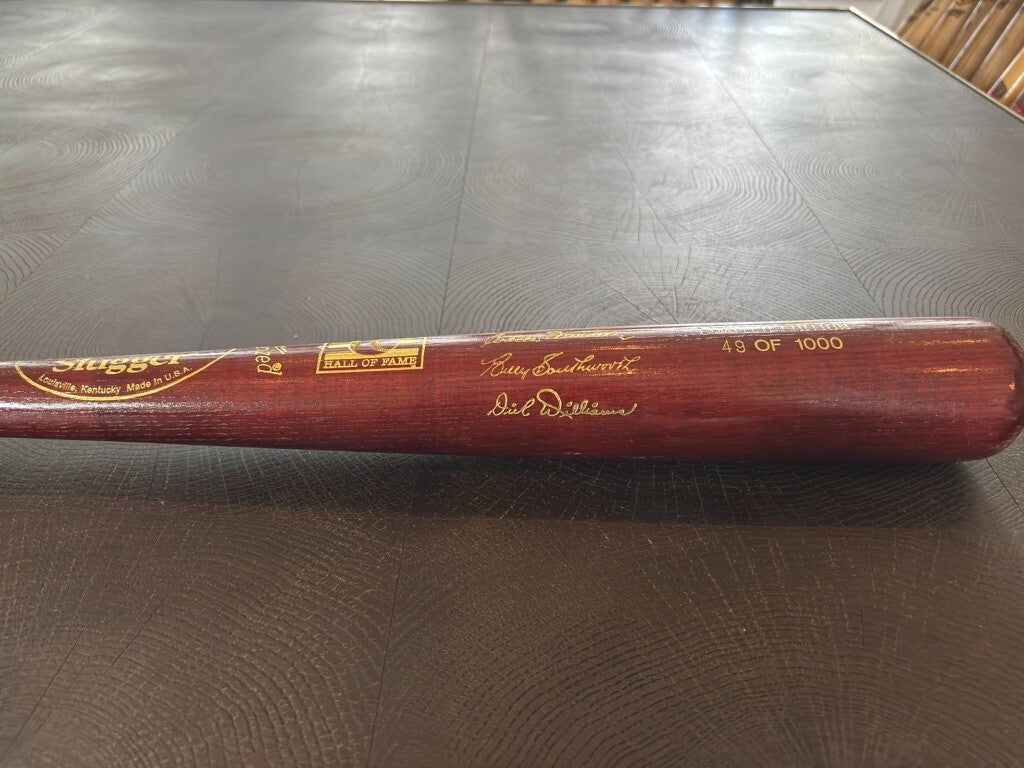 Slugger
Louisville, Kentucky Made in U.S.A.
HALL OF FAME
Billy Southworth
Dick Williams
49 OF 1000